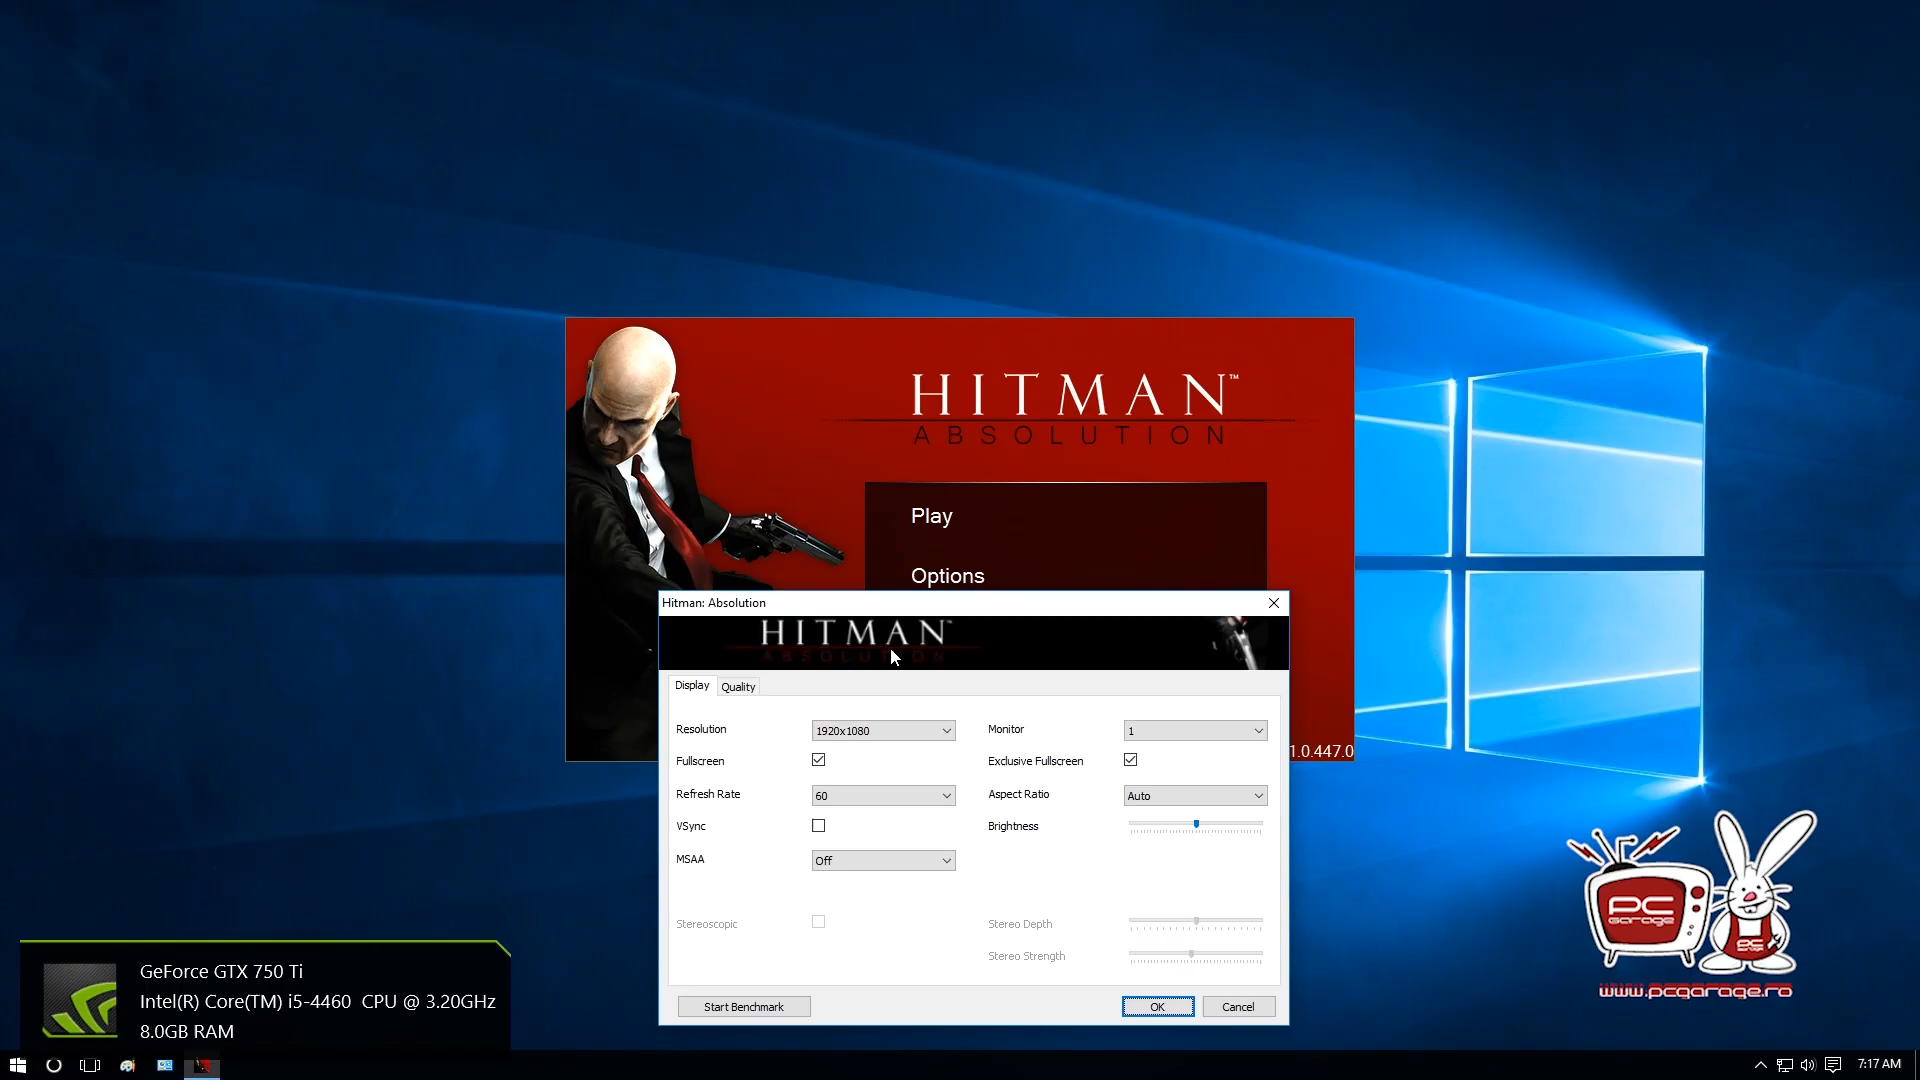 HITMAN™
ABSOLUTION
Play
Options
1.0.447.0
Hitman: Absolution
HITMAN™
ABSOLUTION
Display
Quality
Resolution
1920x1080
Monitor
1
Fullscreen
Exclusive Fullscreen
Refresh Rate
60
Aspect Ratio
Auto
VSync
Brightness
MSAA
Off
Stereoscopic
Stereo Depth
Stereo Strength
Start Benchmark
OK
Cancel
PC
Garage
PC
www.pcgarage.ro
GeForce GTX 750 Ti
Intel(R) Core(TM) i5-4460 CPU @ 3.20GHz
8.0GB RAM
7:17 AM